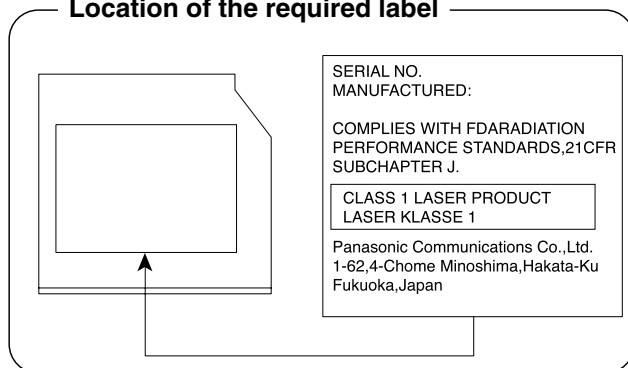 Location of the required label
SERIAL NO.
MANUFACTURED:
COMPLIES WITH FDARADIATION
PERFORMANCE STANDARDS,21CFR
SUBCHAPTER J.
CLASS 1 LASER PRODUCT
LASER KLASSE 1
Panasonic Communications Co.,Ltd.
1-62,4-Chome Minoshima,Hakata-Ku
Fukuoka,Japan